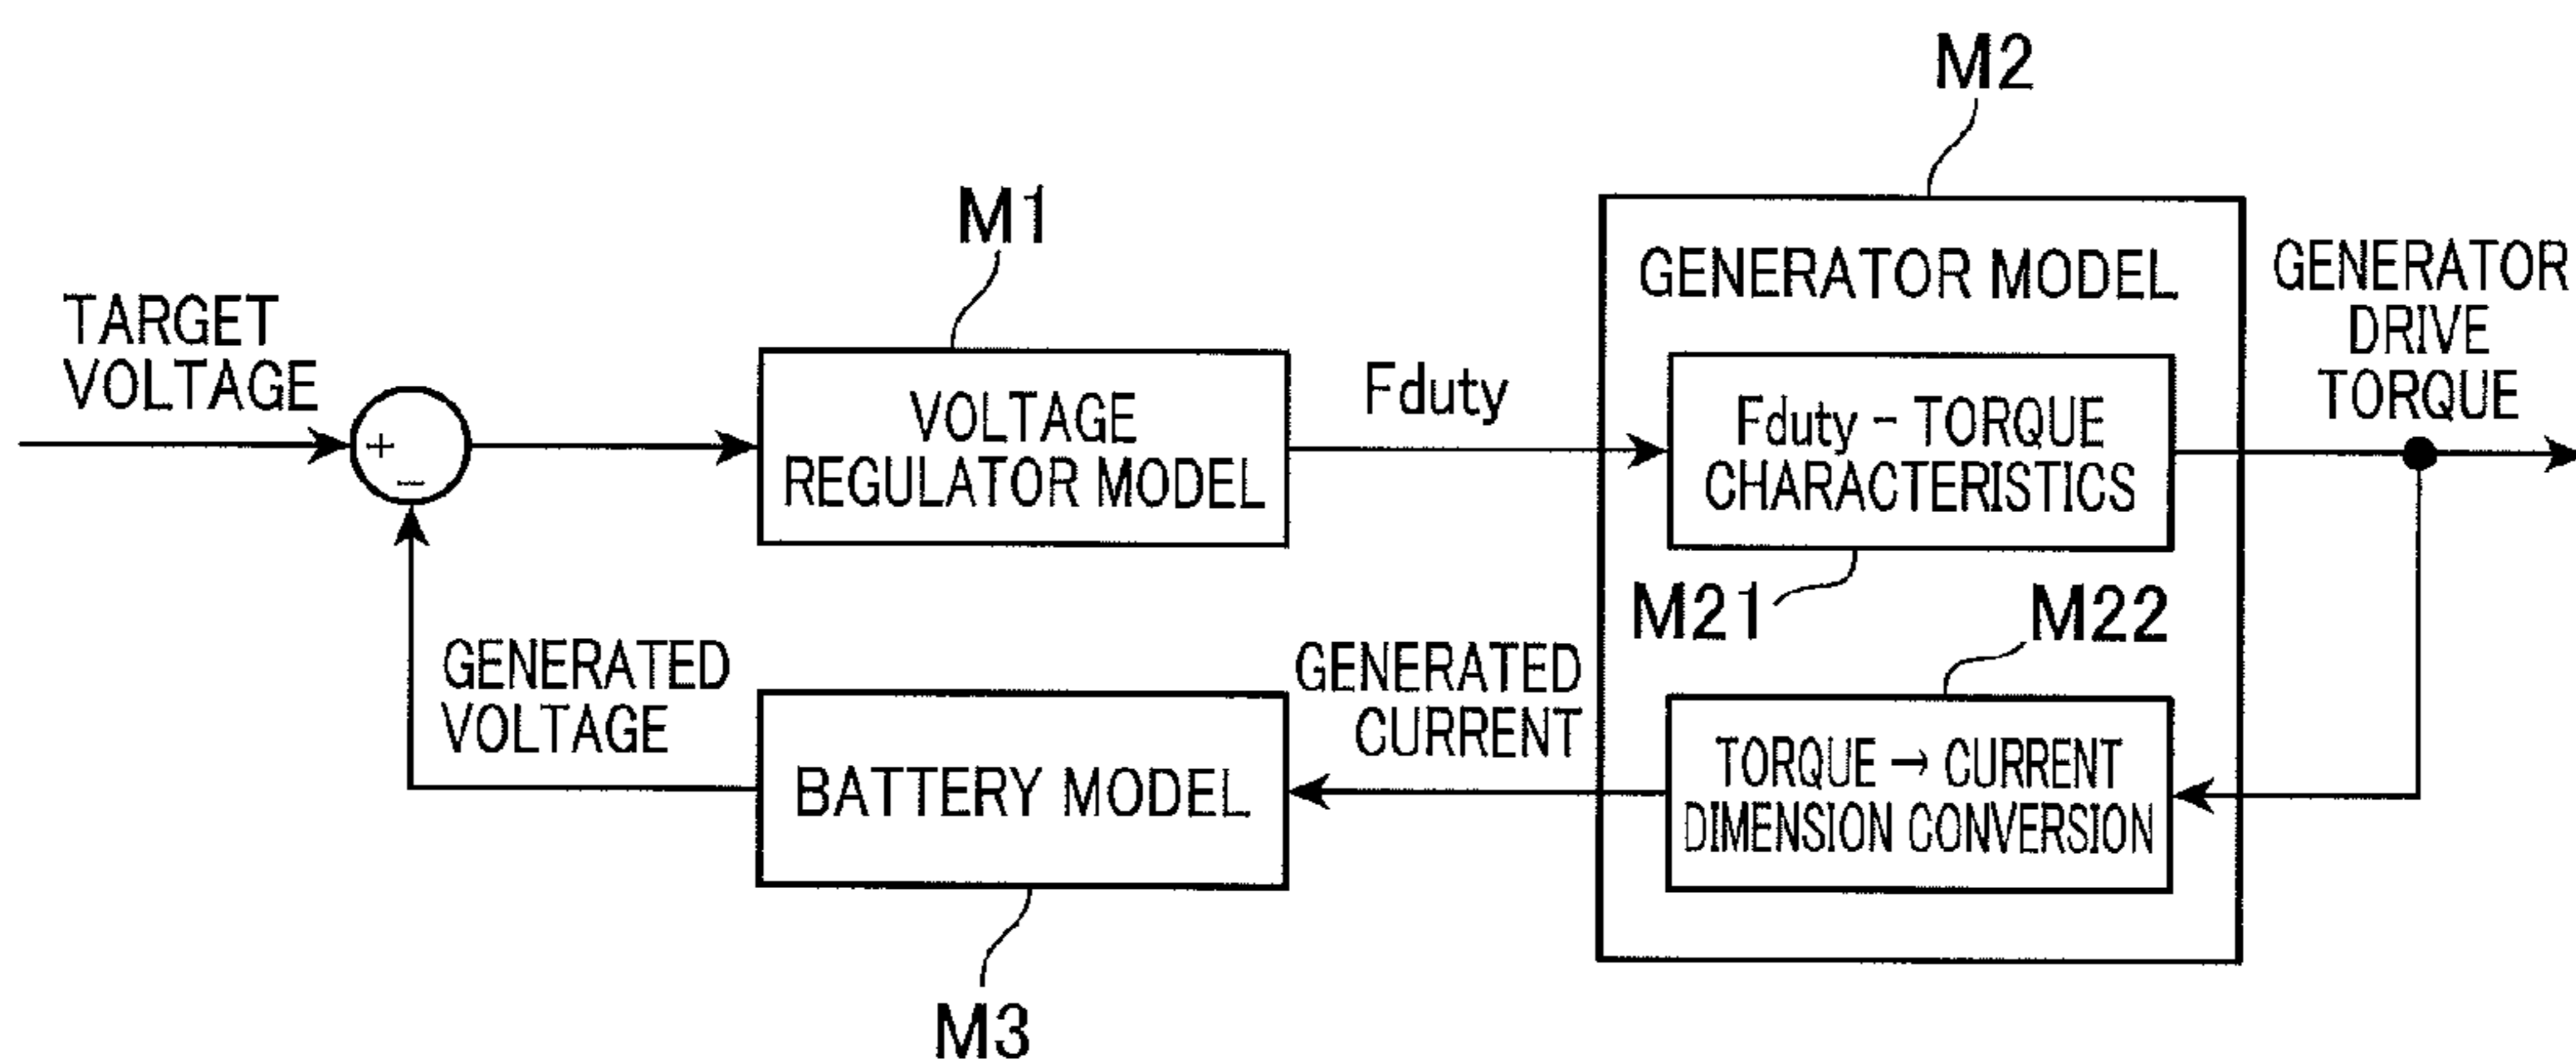 M2
M1
GENERATOR MODEL
GENERATOR
DRIVE
TORQUE
TARGET
VOLTAGE
+
−
VOLTAGE
REGULATOR MODEL
Fduty
Fduty − TORQUE
CHARACTERISTICS
M21
M22
GENERATED
VOLTAGE
BATTERY MODEL
GENERATED
CURRENT
TORQUE → CURRENT
DIMENSION CONVERSION
M3